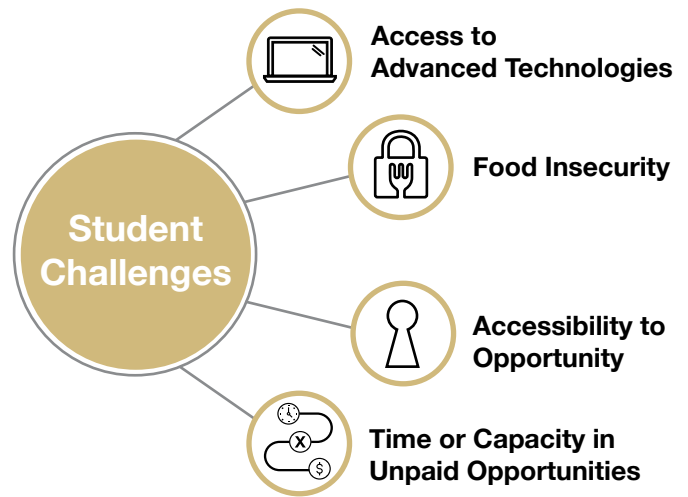 Student
Challenges
Access to
Advanced Technologies
Food Insecurity
Accessibility to
Opportunity
Time or Capacity in
Unpaid Opportunities
X
$